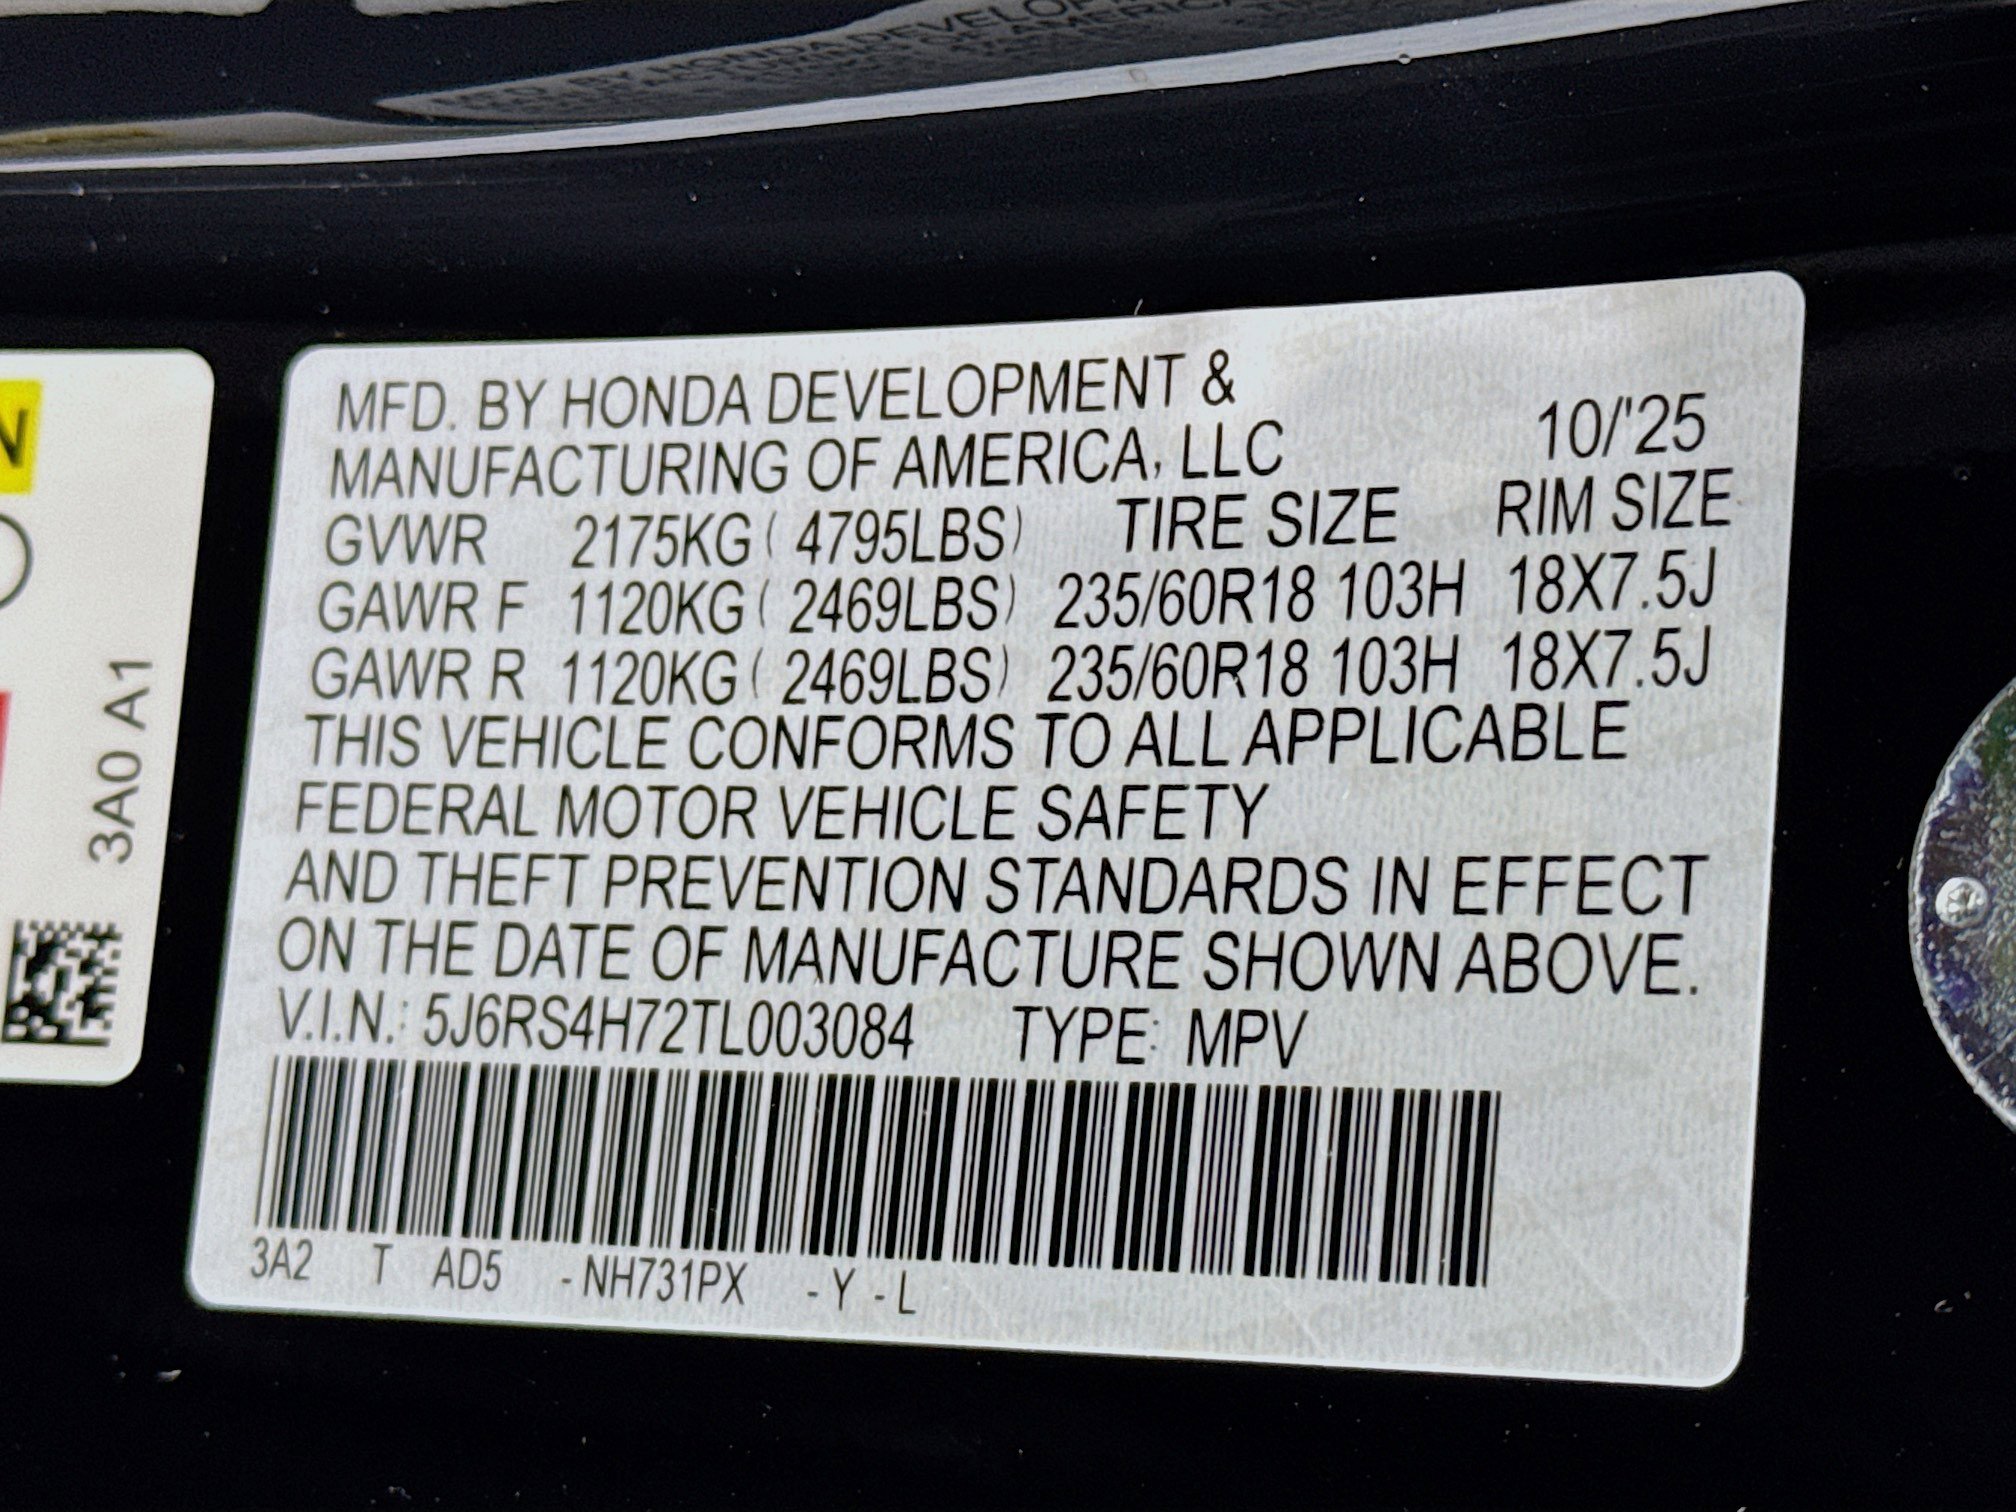 N
3A0 A1
MFD. BY HONDA DEVELOPMENT &
MANUFACTURING OF AMERICA, LLC 10/'25
GVWR 2175KG ( 4795LBS) TIRE SIZE RIM SIZE
GAWR F 1120KG ( 2469LBS) 235/60R18 103H 18X7.5J
GAWR R 1120KG ( 2469LBS) 235/60R18 103H 18X7.5J
THIS VEHICLE CONFORMS TO ALL APPLICABLE
FEDERAL MOTOR VEHICLE SAFETY
AND THEFT PREVENTION STANDARDS IN EFFECT
ON THE DATE OF MANUFACTURE SHOWN ABOVE.
V.I.N.: 5J6RS4H72TL003084 TYPE: MPV
3A2 T AD5 - NH731PX - Y - L